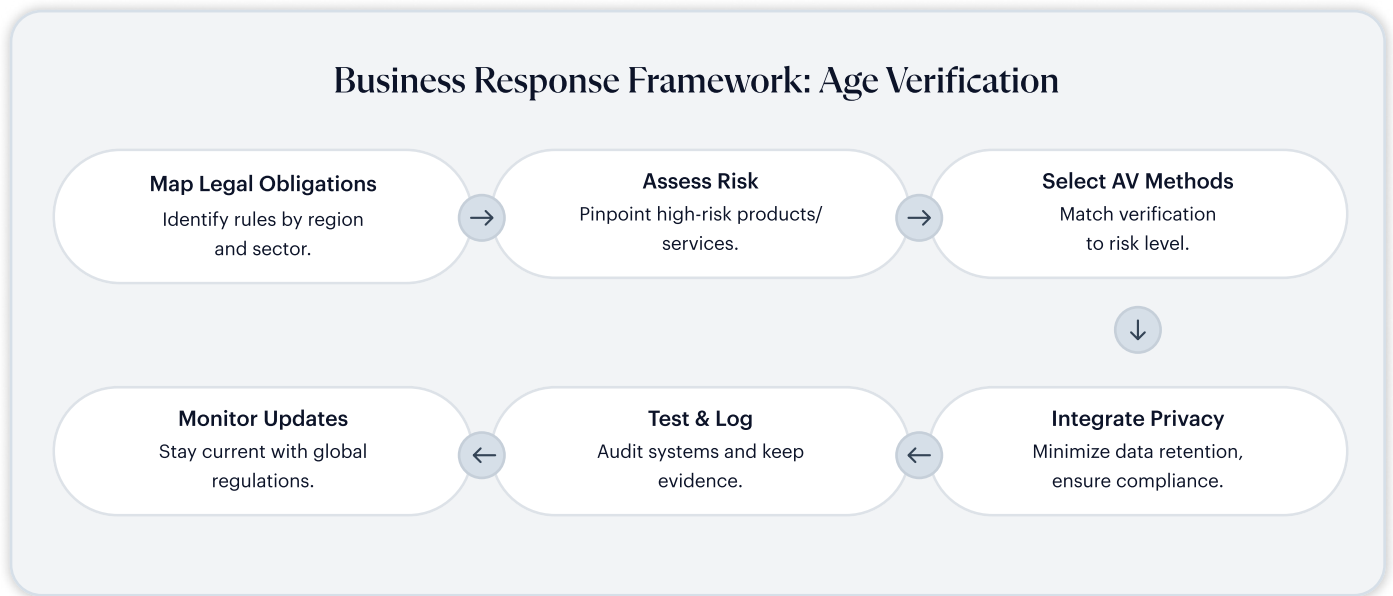 Business Response Framework: Age Verification
Map Legal Obligations
Identify rules by region
and sector.
Assess Risk
Pinpoint high-risk products/
services.
Select AV Methods
Match verification
to risk level.
Integrate Privacy
Minimize data retention,
ensure compliance.
Test & Log
Audit systems and keep
evidence.
Monitor Updates
Stay current with global
regulations.